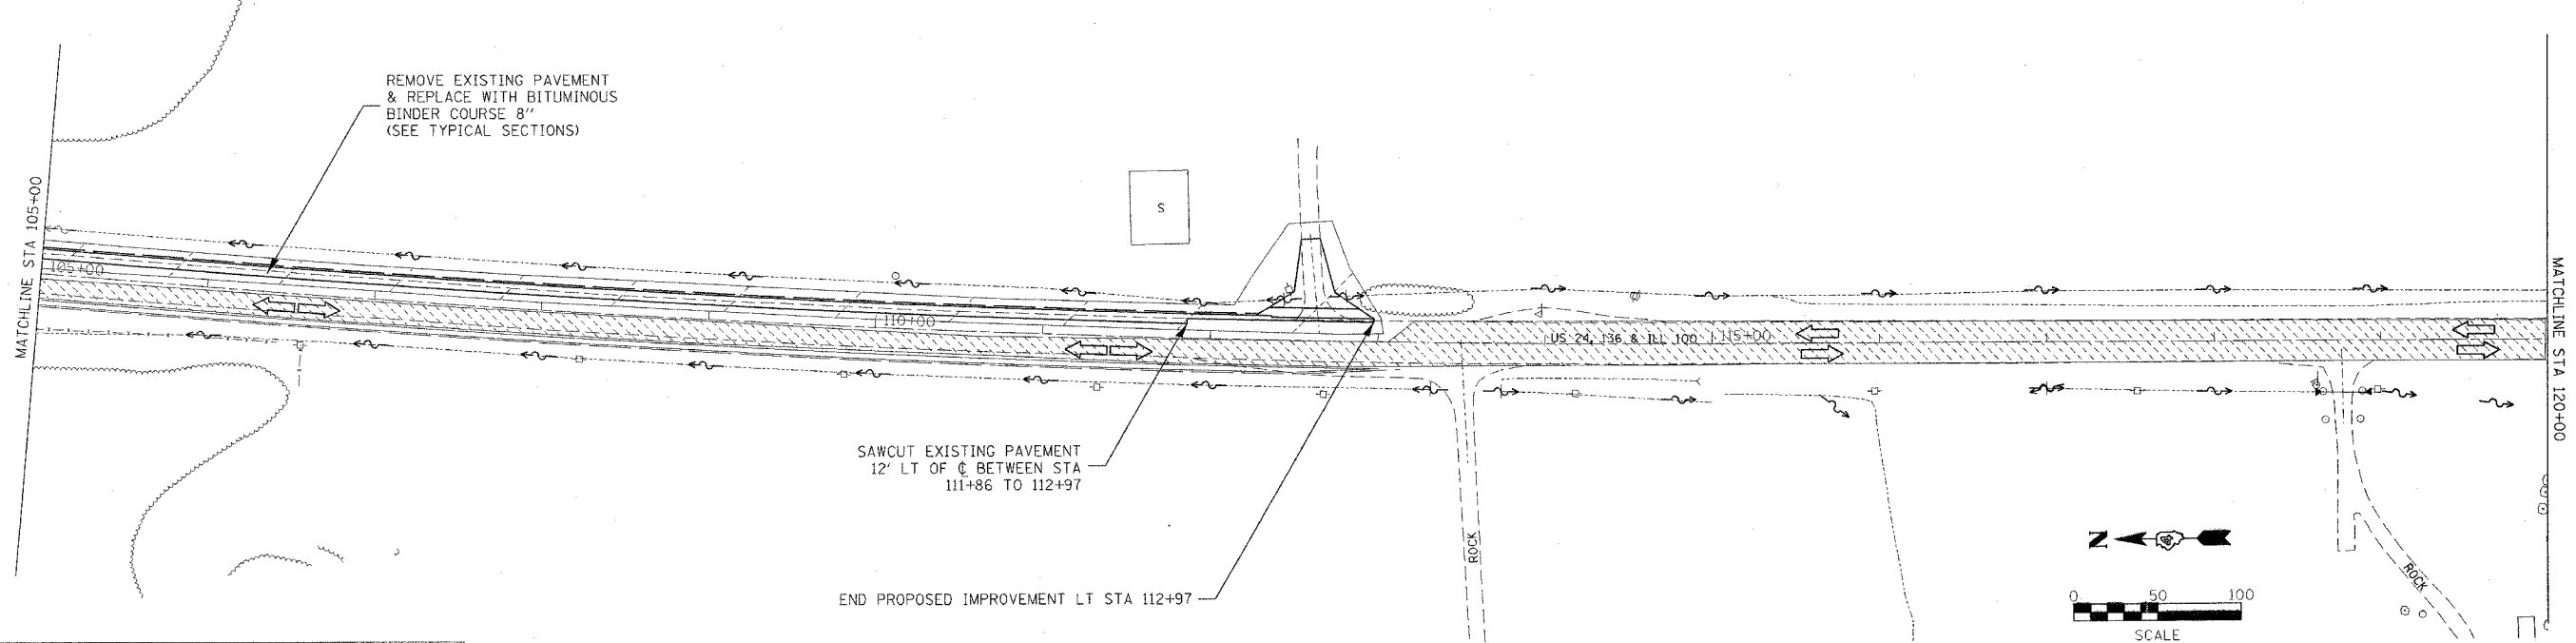 REMOVE EXISTING PAVEMENT
& REPLACE WITH BITUMINOUS
BINDER COURSE 8"
(SEE TYPICAL SECTIONS)
MATCHLINE STA 105+00
105+00
S
110+00
US 24, 136 & ILL 100
115+00
MATCHLINE STA 120+00
SAWCUT EXISTING PAVEMENT
12' LT OF ℄ BETWEEN STA
111+86 TO 112+97
END PROPOSED IMPROVEMENT LT STA 112+97
ROCK
ROCK
N
0 50 100
SCALE